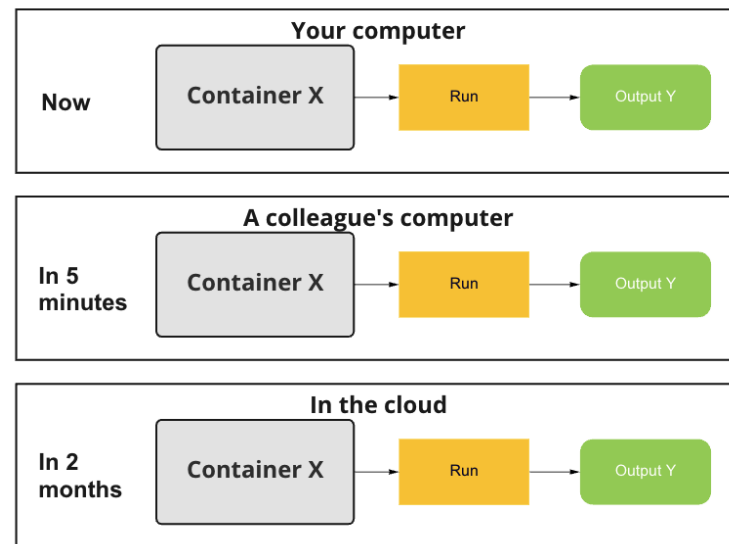 Your computer
Now
Container X
Run
Output Y
A colleague's computer
In 5
minutes
Container X
Run
Output Y
In the cloud
In 2
months
Container X
Run
Output Y